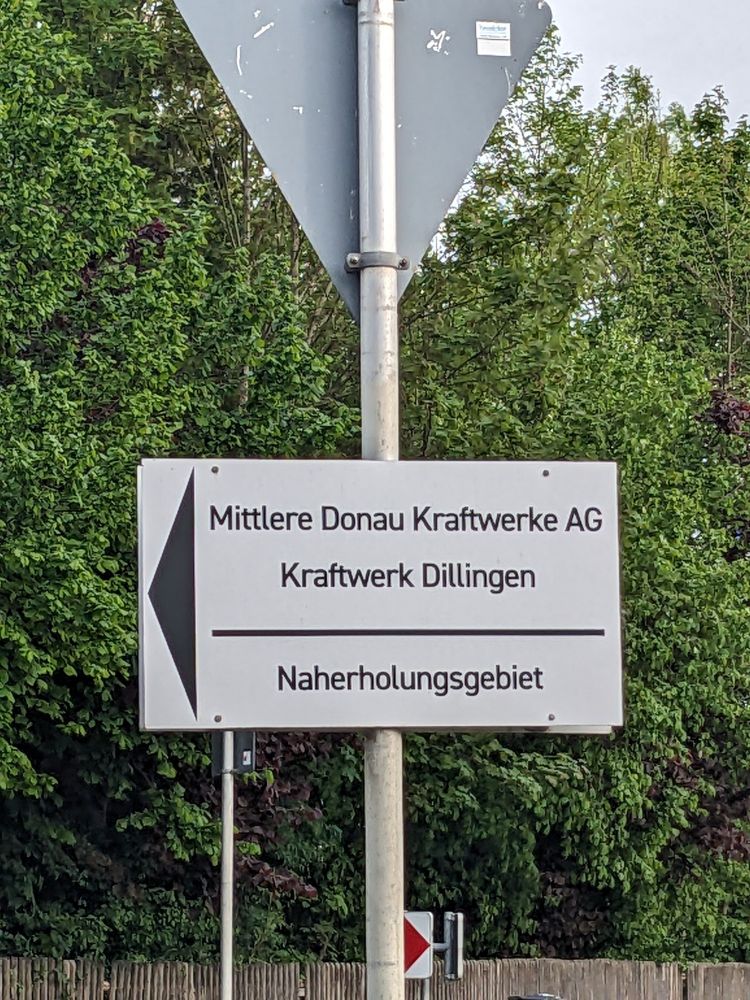 Mittlere Donau Kraftwerke AG
Kraftwerk Dillingen
Naherholungsgebiet